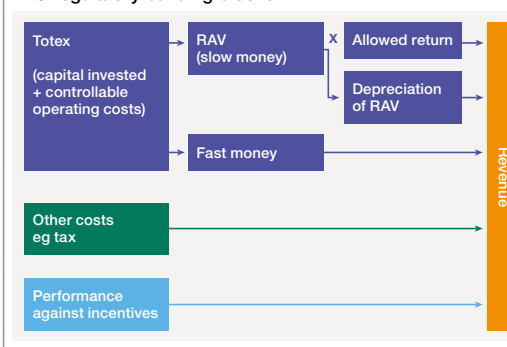 Totex
(capital invested
+ controllable
operating costs)
RAV
(slow money)
x
Allowed return
Depreciation
of RAV
Fast money
Other costs
eg tax
Performance
against incentives
Revenue